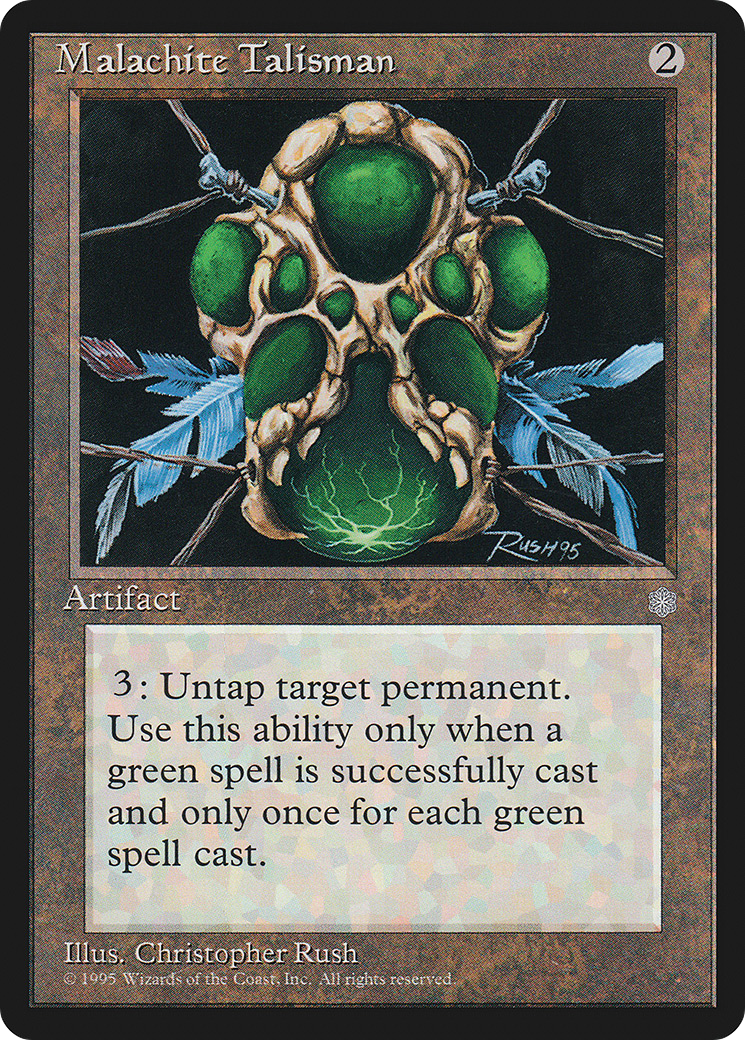 Malachite Talisman
2
RUSH95
Artifact
3: Untap target permanent.
Use this ability only when a
green spell is successfully cast
and only once for each green
spell cast.
Illus. Christopher Rush
© 1995 Wizards of the Coast, Inc. All rights reserved.